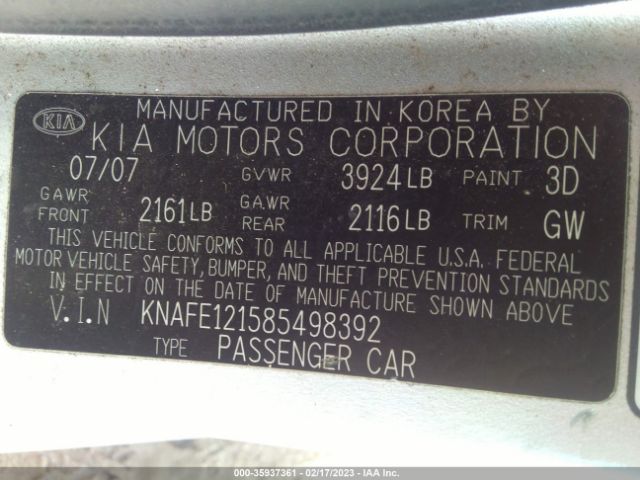 KIA
MANUFACTURED IN KOREA BY
KIA MOTORS CORPORATION
07/07 GVWR 3924LB PAINT 3D
GAWR FRONT 2161LB GAWR REAR 2116LB TRIM GW
THIS VEHICLE CONFORMS TO ALL APPLICABLE U.S.A. FEDERAL
MOTOR VEHICLE SAFETY, BUMPER, AND THEFT PREVENTION STANDARDS
IN EFFECT ON THE DATE OF MANUFACTURE SHOWN ABOVE
V.I.N KNAFE121585498392
TYPE PASSENGER CAR
000-35937361 - 02/17/2023 - IAA Inc.